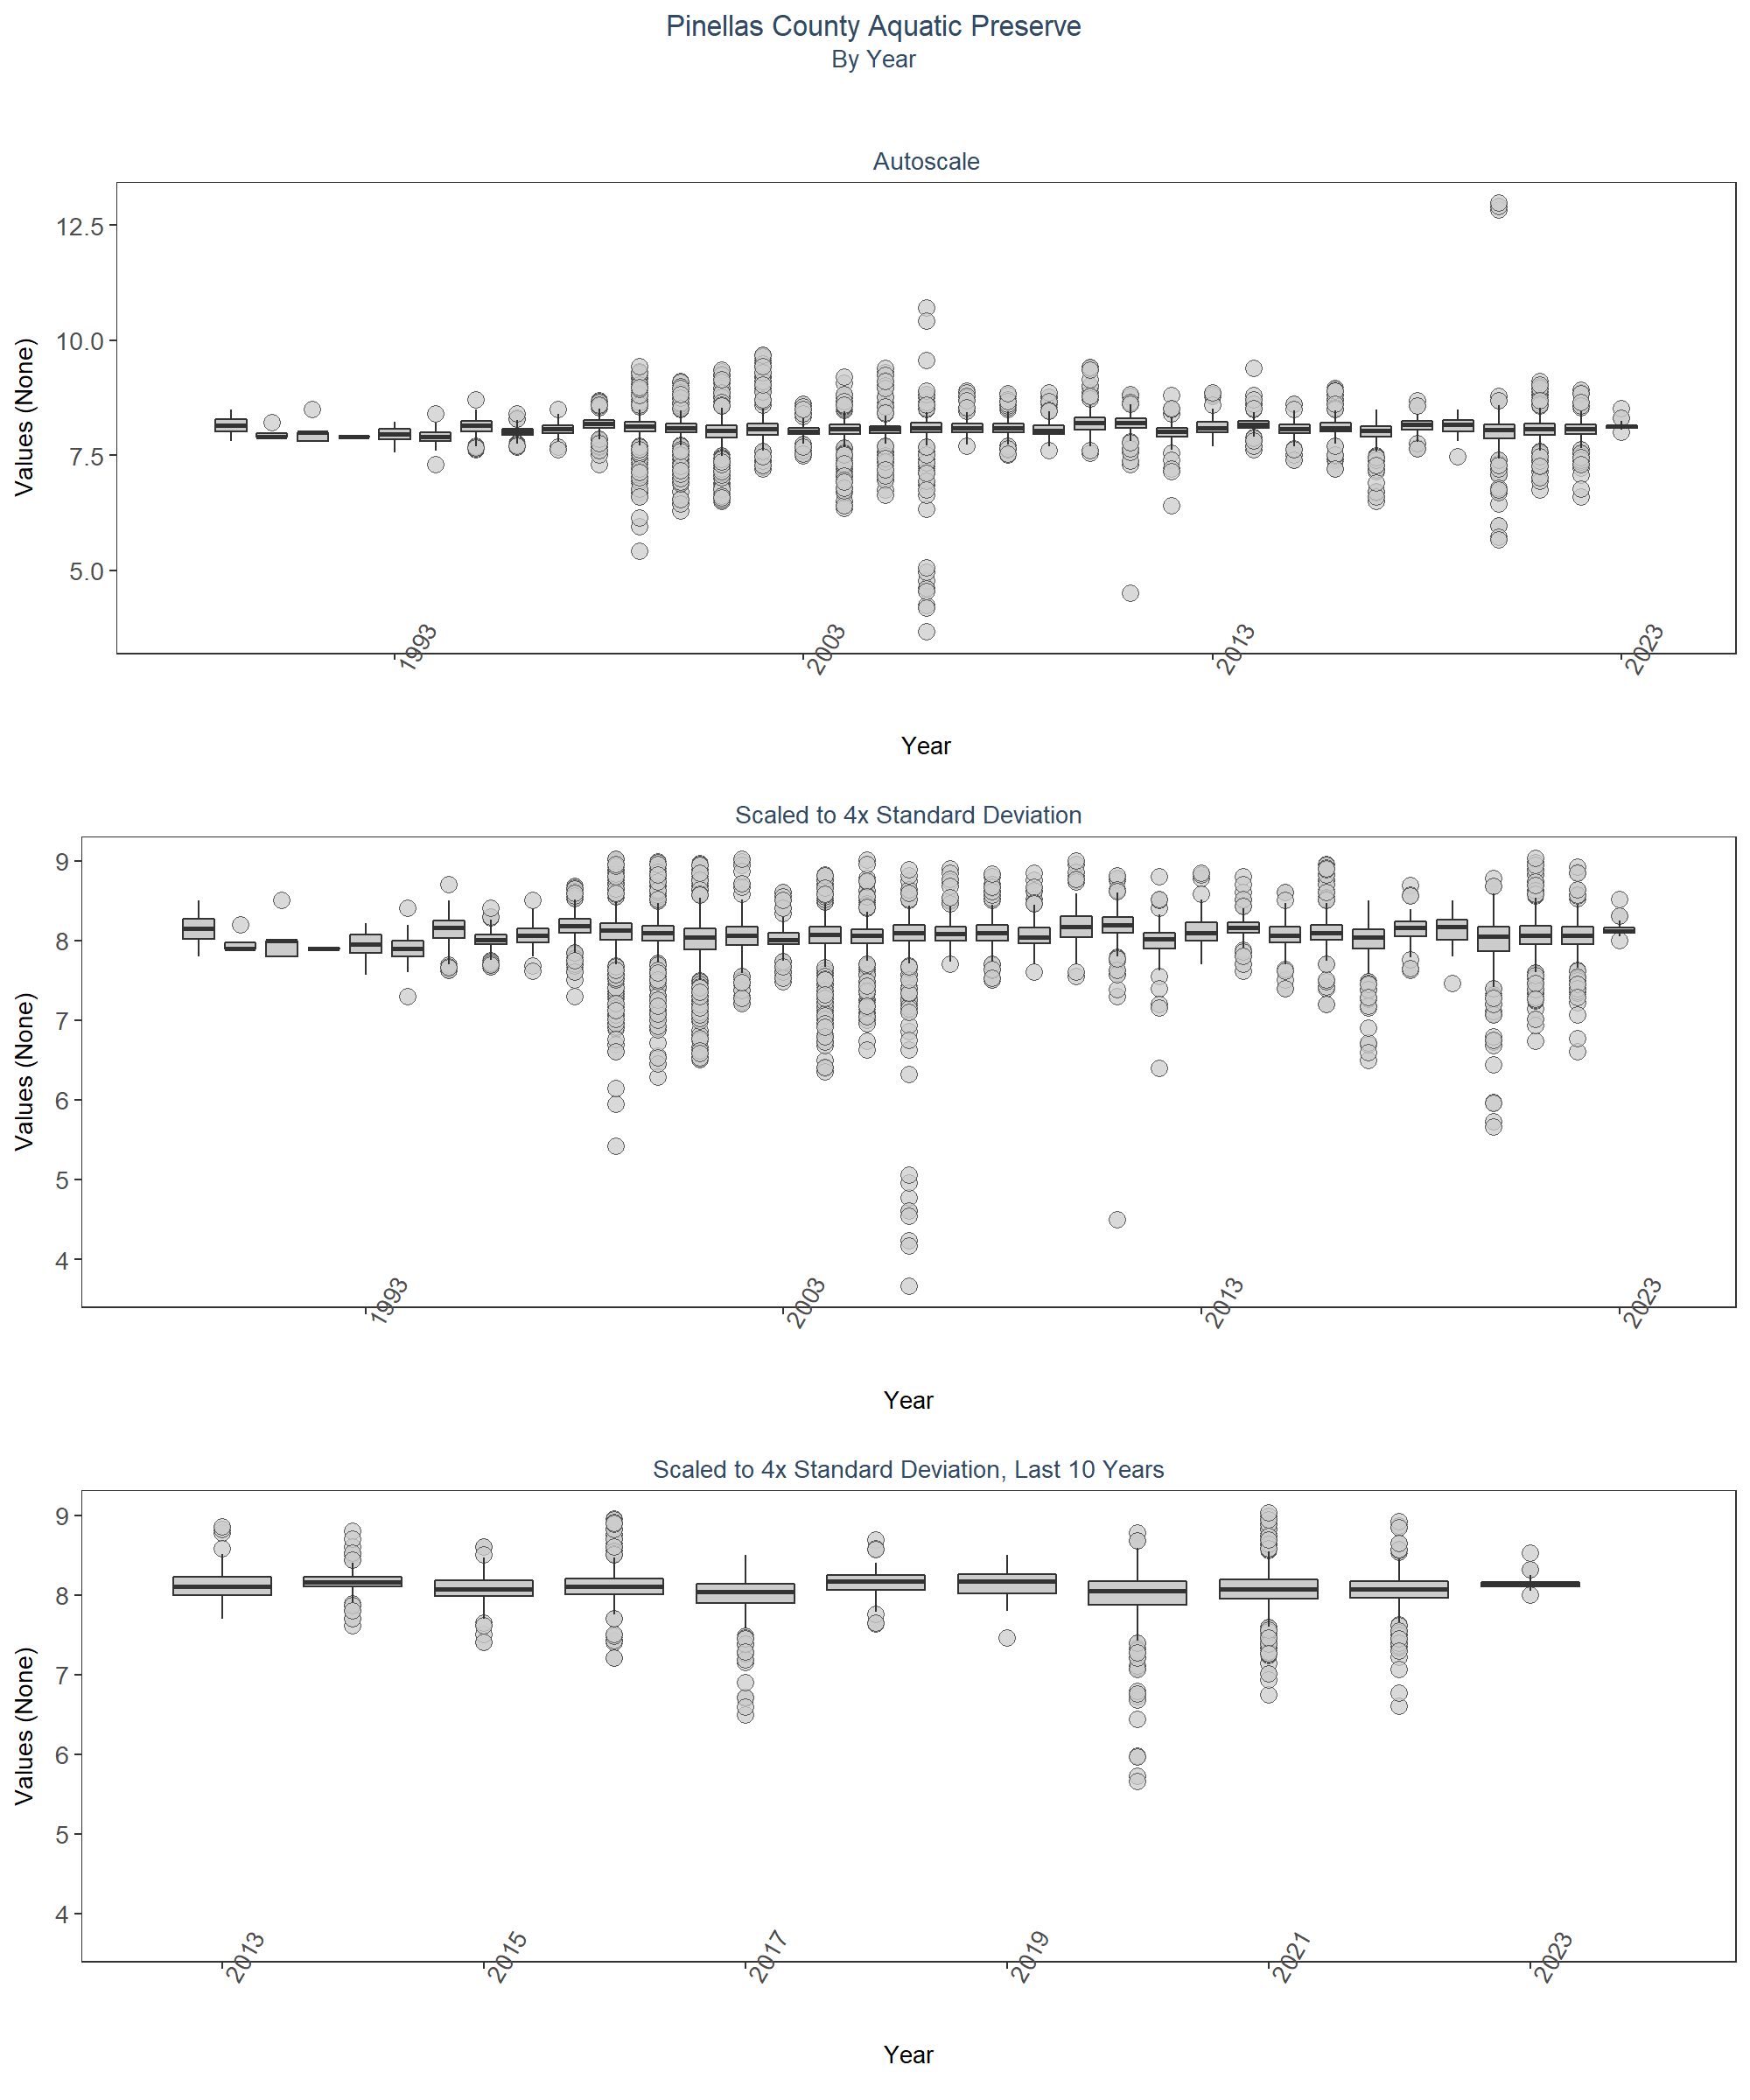 Pinellas County Aquatic Preserve
By Year
Autoscale
Values (None)
12.5
10.0
7.5
5.0
1993
2003
2013
2023
Year
Scaled to 4x Standard Deviation
Values (None)
9
8
7
6
5
4
1993
2003
2013
2023
Year
Scaled to 4x Standard Deviation, Last 10 Years
Values (None)
9
8
7
6
5
4
2013
2015
2017
2019
2021
2023
Year